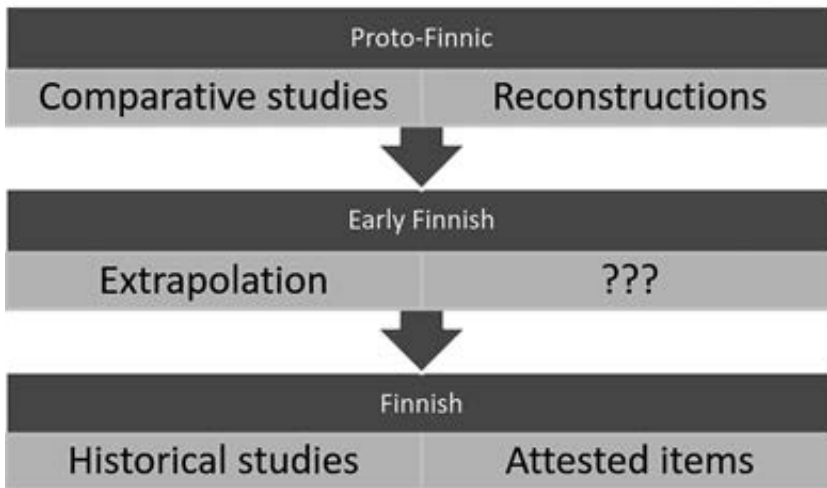 Proto-Finnic
Comparative studies Reconstructions
Early Finnish
Extrapolation ???
Finnish
Historical studies Attested items